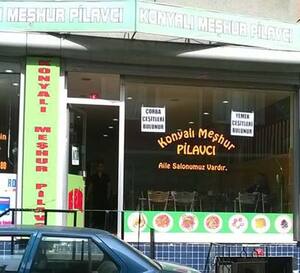 MEŞHUR PİLAVCI
KONYALI MEŞHUR PİLAVCI
KONYALI MEŞHUR PİLAVCI
ÇORBA
ÇEŞİTLERİ
BULUNUR
YEMEK
ÇEŞİTLERİ
BULUNUR
Konyalı Meşhur
PİLAVCI
Aile Salonumuz Vardır.